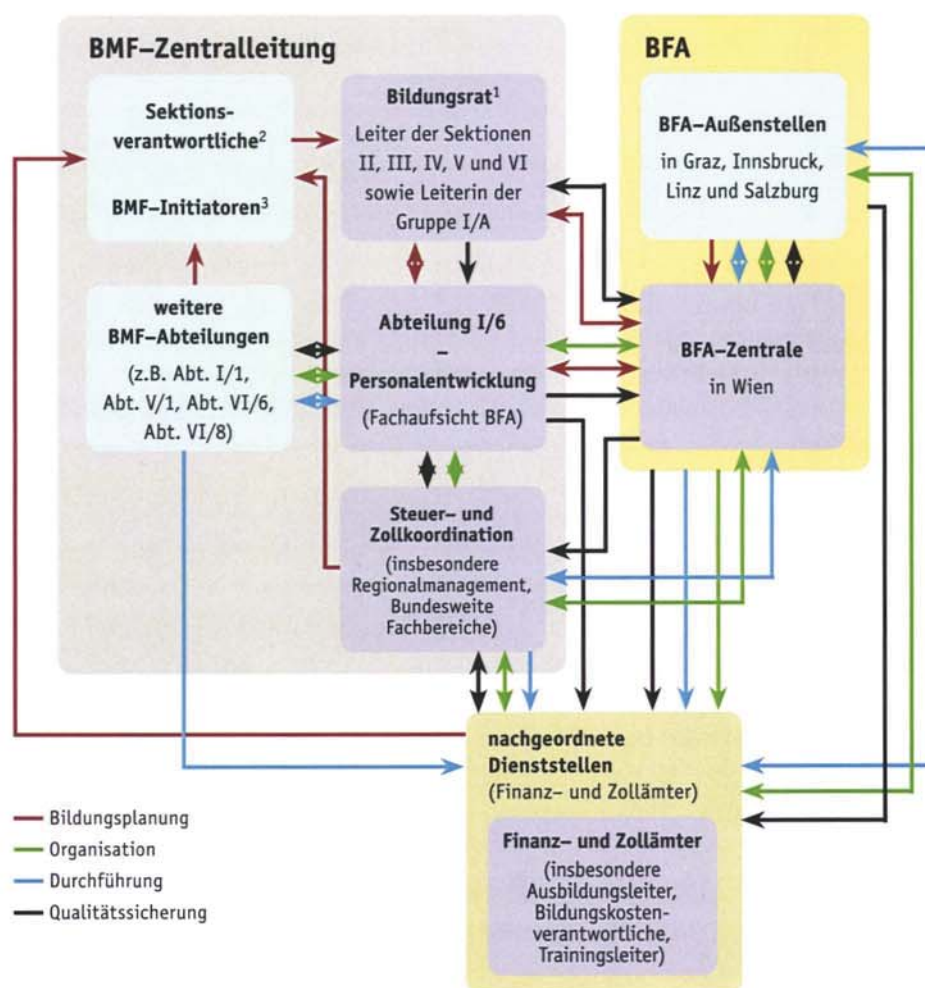 BMF–Zentralleitung
Sektions-
verantwortliche²
BMF–Initiatoren³
Bildungsrat¹
Leiter der Sektionen
II, III, IV, V und VI
sowie Leiterin der
Gruppe I/A
weitere
BMF–Abteilungen
(z.B. Abt. I/1,
Abt. V/1, Abt. VI/6,
Abt. VI/8)
Abteilung I/6
–
Personalentwicklung
(Fachaufsicht BFA)
Steuer– und
Zollkoordination
(insbesondere
Regionalmanagement,
Bundesweite
Fachbereiche)
BFA
BFA–Außenstellen
in Graz, Innsbruck,
Linz und Salzburg
BFA–Zentrale
in Wien
nachgeordnete
Dienststellen
(Finanz– und Zollämter)
Finanz– und Zollämter
(insbesondere
Ausbildungsleiter,
Bildungskosten-
verantwortliche,
Trainingsleiter)
Bildungsplanung
Organisation
Durchführung
Qualitätssicherung